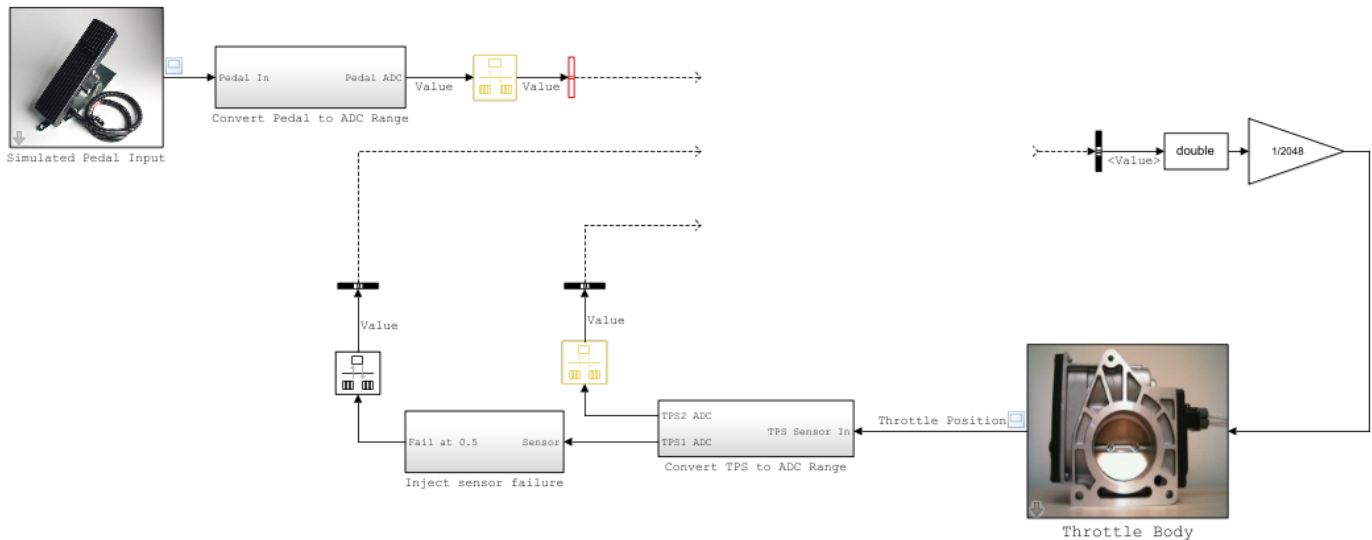 Pedal In
Pedal ADC
Value
Value
Convert Pedal to ADC Range
Simulated Pedal Input
<Value>
double
1/2048
Value
Value
TPS2 ADC
TPS1 ADC
TPS Sensor In
Throttle Position
Fail at 0.5
Sensor
Convert TPS to ADC Range
Inject sensor failure
Throttle Body